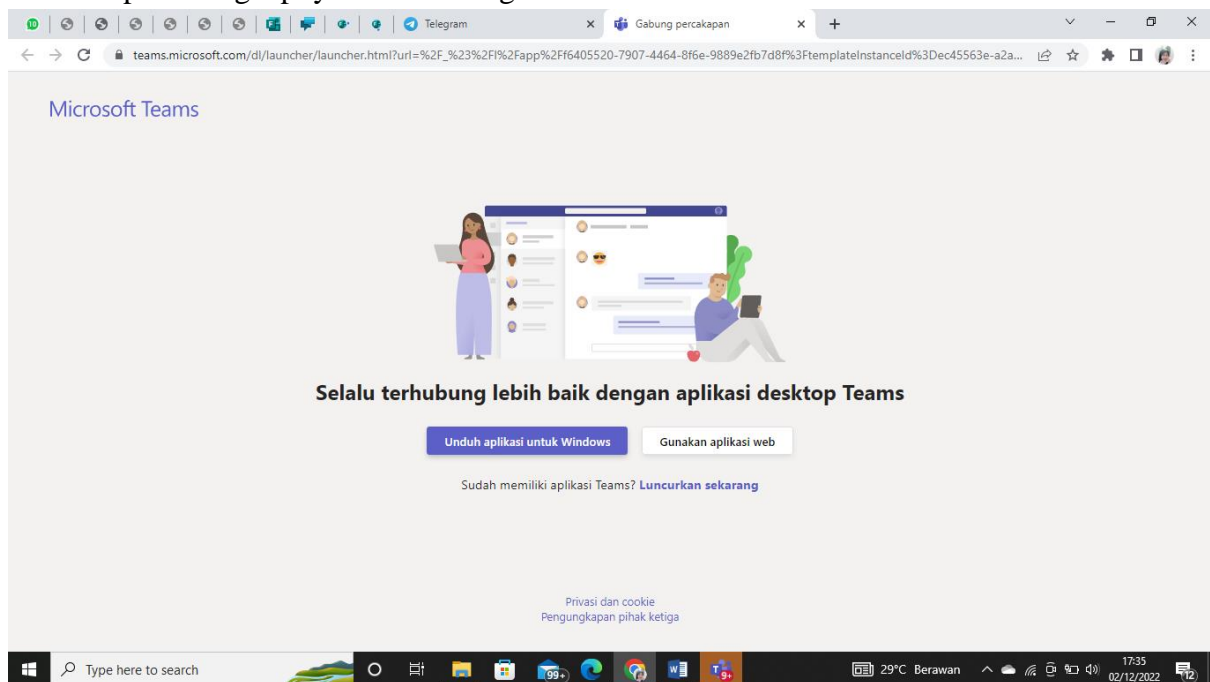 Telegram
Gabung percakapan
teams.microsoft.com/dl/launcher/launcher.html?url=%2F_%23%2Fl%2Fapp%2Ff6405520-7907-4464-8f6e-9889e2fb7d8f%3FtemplateInstanceId%3Dec45563e-a2a...
Microsoft Teams
Selalu terhubung lebih baik dengan aplikasi desktop Teams
Unduh aplikasi untuk Windows
Gunakan aplikasi web
Sudah memiliki aplikasi Teams? Luncurkan sekarang
Privasi dan cookie
Pengungkapan pihak ketiga
Type here to search
99+
9+
29°C Berawan
17:35
02/12/2022
12